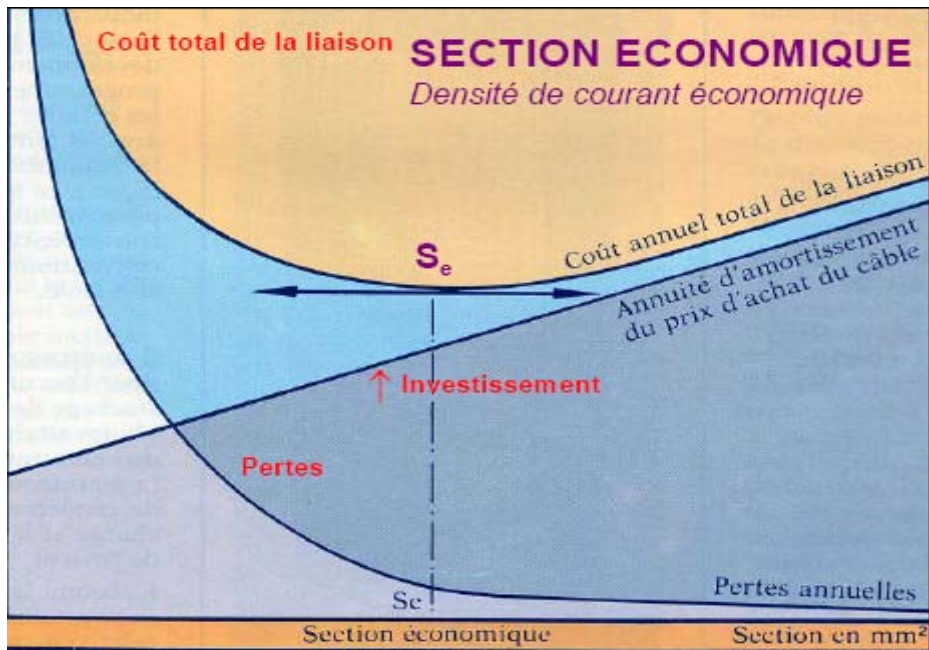 Coût total de la liaison
SECTION ECONOMIQUE
Densité de courant économique
Coût annuel total de la liaison
Se
Annuité d'amortissement
du prix d'achat du câble
↑ Investissement
Pertes
Pertes annuelles
Se
Section économique
Section en mm²